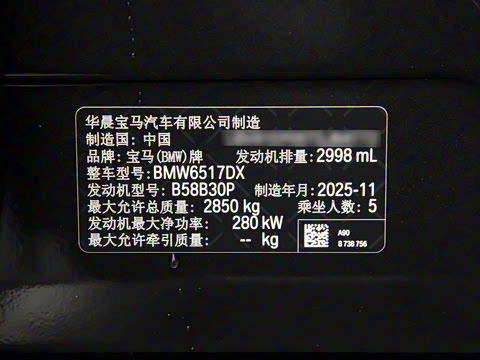 华晨宝马汽车有限公司制造
制造国: 中国
品牌: 宝马(BMW)牌 发动机排量: 2998 mL
整车型号: BMW6517DX
发动机型号: B58B30P 制造年月: 2025-11
最大允许总质量: 2850 kg 乘坐人数: 5
发动机最大净功率: 280 kW
最大允许牵引质量: -- kg
A90
8 738 756